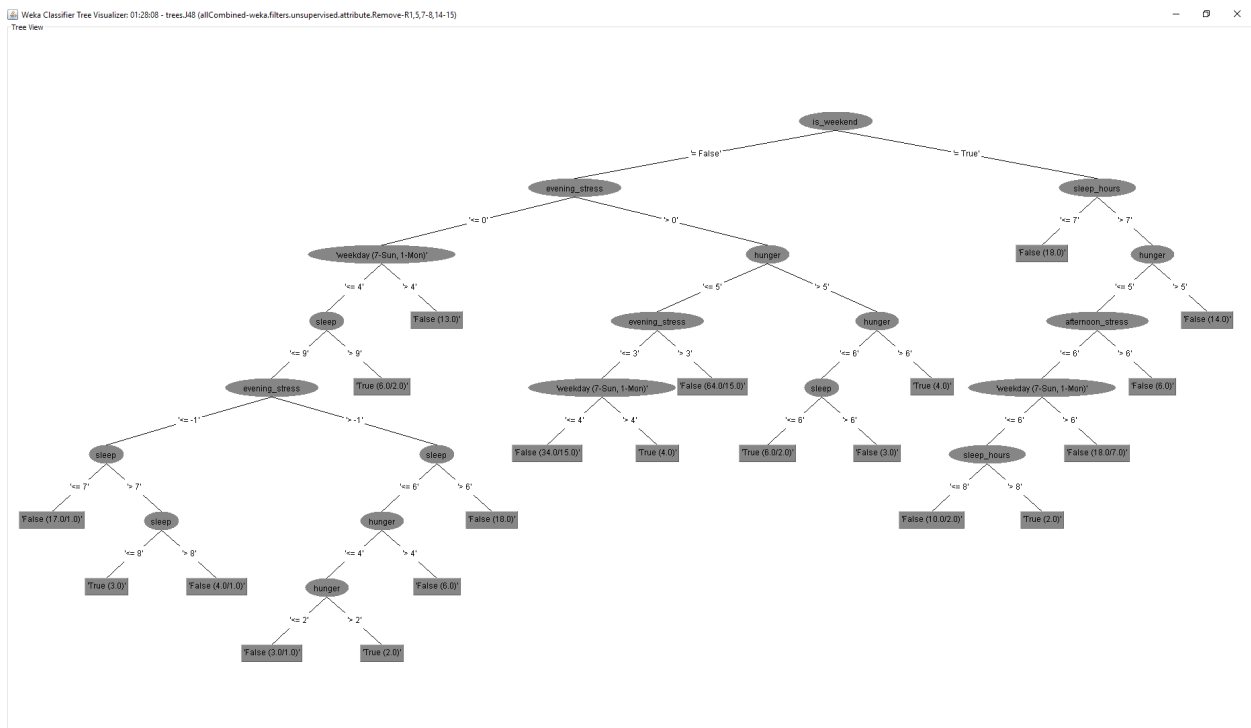 Weka Classifier Tree Visualizer: 01:28:08 - trees.J48 (allCombined-weka.filters.unsupervised.attribute.Remove-R1,5,7-8,14-15)
Tree View
is_weekend
'= False'
'= True'
evening_stress
sleep_hours
'<= 0'
'> 0'
'<= 7'
'> 7'
'weekday (7-Sun, 1-Mon)'
hunger
'False (18.0)'
hunger
'<= 4'
'> 4'
'<= 5'
'> 5'
'<= 5'
'> 5'
sleep
'False (13.0)'
evening_stress
hunger
afternoon_stress
'False (14.0)'
'<= 9'
'> 9'
'<= 3'
'> 3'
'<= 6'
'> 6'
'<= 6'
'> 6'
evening_stress
'True (6.0/2.0)'
'weekday (7-Sun, 1-Mon)'
'False (64.0/15.0)'
sleep
'True (4.0)'
'weekday (7-Sun, 1-Mon)'
'False (6.0)'
'<= -1'
'> -1'
'<= 4'
'> 4'
'<= 6'
'> 6'
'<= 6'
'> 6'
sleep
sleep
'False (34.0/15.0)'
'True (4.0)'
'True (6.0/2.0)'
'False (3.0)'
sleep_hours
'False (18.0/7.0)'
'<= 7'
'> 7'
'<= 6'
'> 6'
'<= 8'
'> 8'
'False (17.0/1.0)'
sleep
hunger
'False (18.0)'
'False (10.0/2.0)'
'True (2.0)'
'<= 8'
'> 8'
'<= 4'
'> 4'
'True (3.0)'
'False (4.0/1.0)'
hunger
'False (6.0)'
'<= 2'
'> 2'
'False (3.0/1.0)'
'True (2.0)'